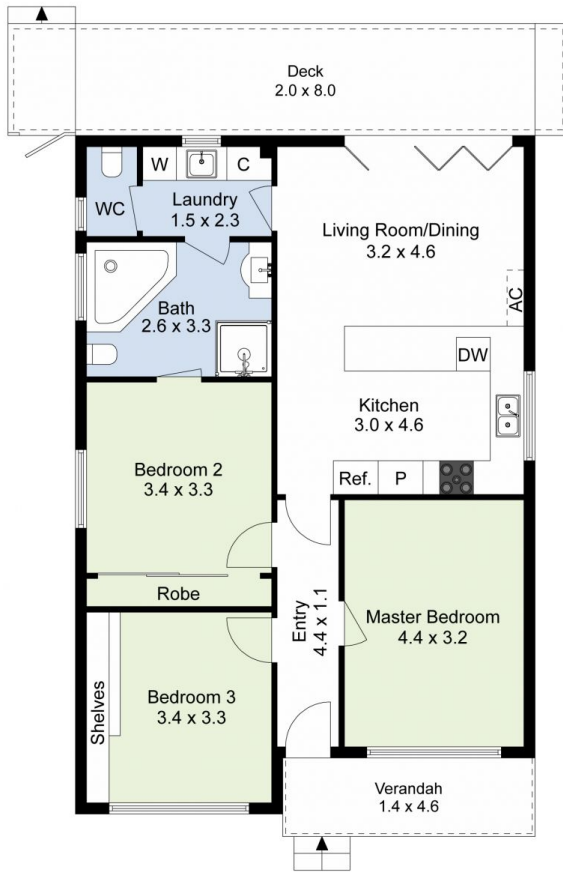 Deck
2.0 x 8.0
W
C
WC
Laundry
1.5 x 2.3
Living Room/Dining
3.2 x 4.6
AC
Bath
2.6 x 3.3
DW
Kitchen
3.0 x 4.6
Ref.
P
Bedroom 2
3.4 x 3.3
Robe
Entry
4.4 x 1.1
Master Bedroom
4.4 x 3.2
Shelves
Bedroom 3
3.4 x 3.3
Verandah
1.4 x 4.6